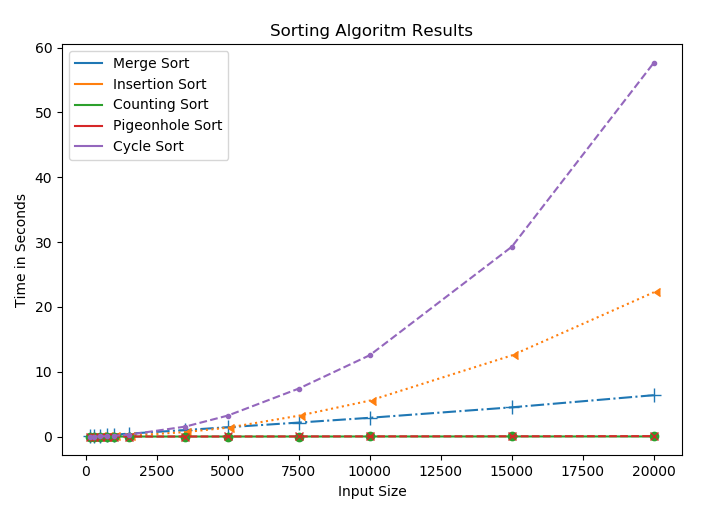 Sorting Algoritm Results
60
50
40
30
20
10
0
Time in Seconds
Merge Sort
Insertion Sort
Counting Sort
Pigeonhole Sort
Cycle Sort
0 2500 5000 7500 10000 12500 15000 17500 20000
Input Size